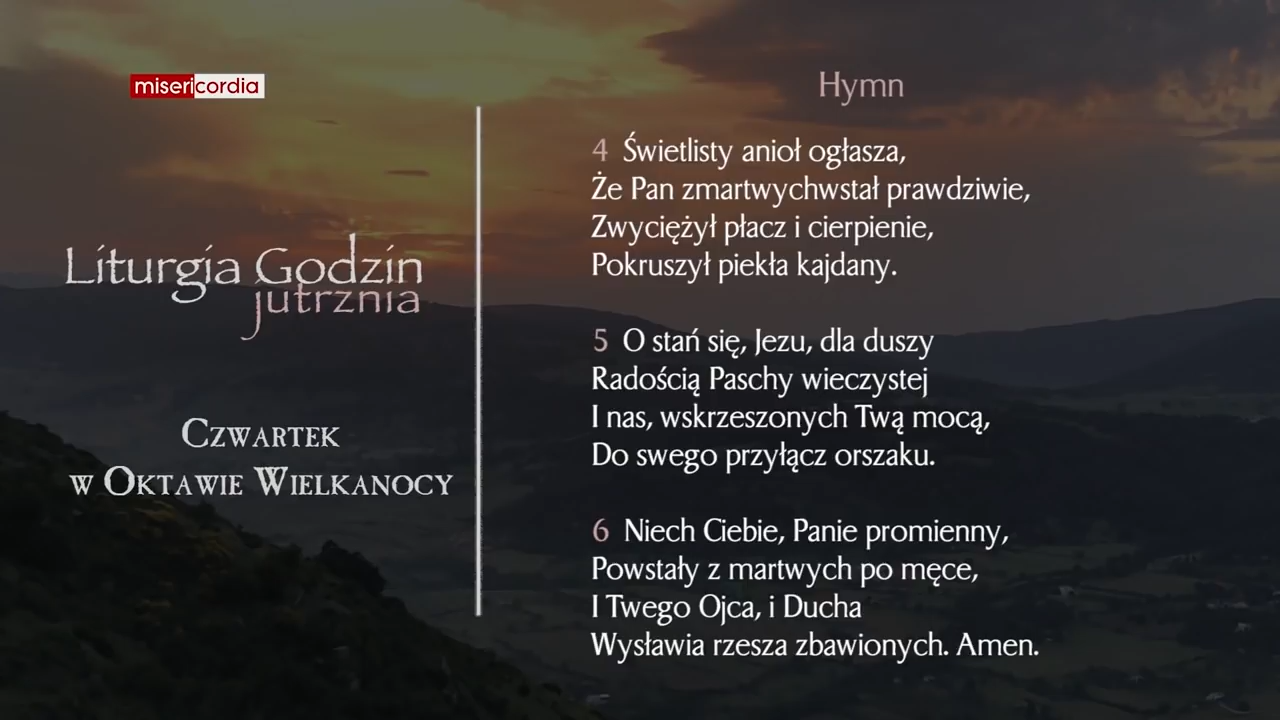 misericordia
Liturgia Godzin
jutrznia
Czwartek
w Oktawie Wielkanocy
Hymn
4 Świetlisty anioł ogłasza,
Że Pan zmartwychwstał prawdziwie,
Zwyciężył płacz i cierpienie,
Pokruszył piekła kajdany.
5 O stań się, Jezu, dla duszy
Radością Paschy wieczystej
I nas, wskrzeszonych Twą mocą,
Do swego przyłącz orszaku.
6 Niech Ciebie, Panie promienny,
Powstały z martwych po męce,
I Twego Ojca, i Ducha
Wysławia rzesza zbawionych. Amen.